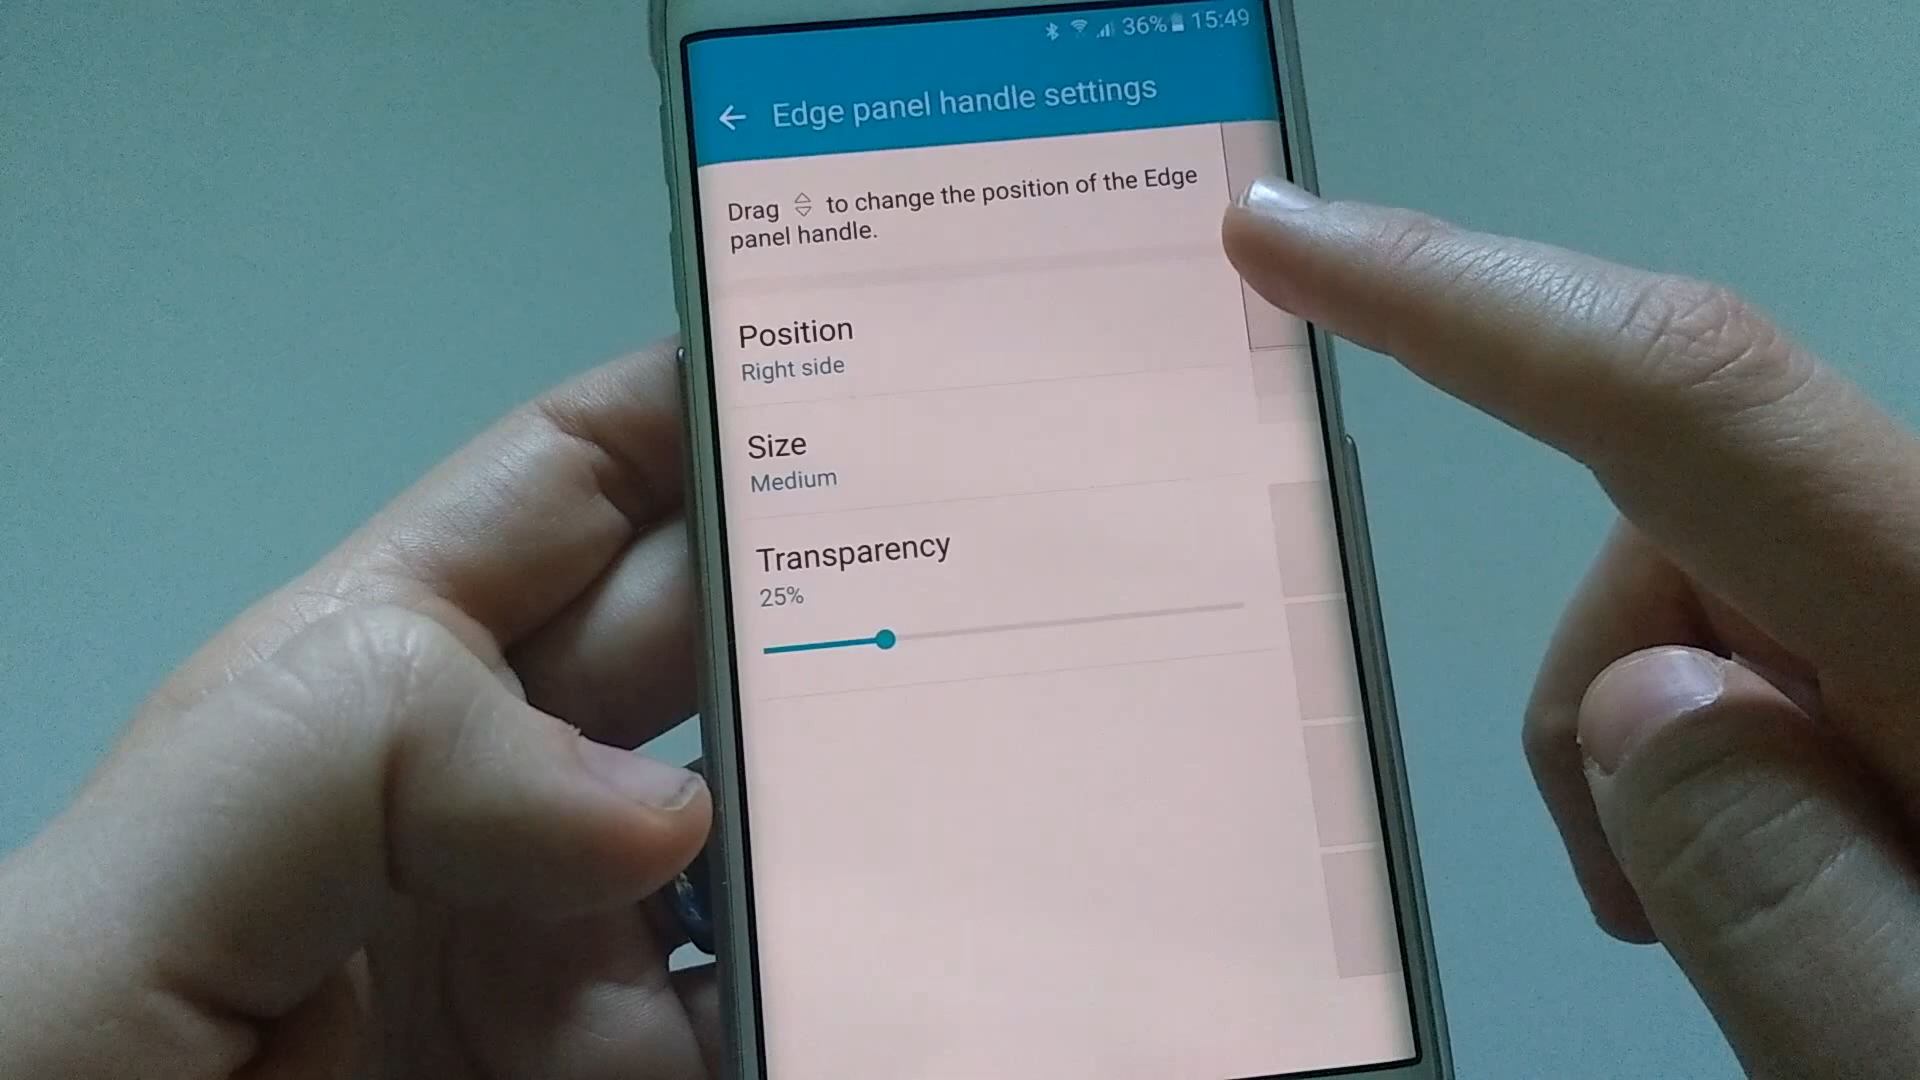 36% 15:49
Edge panel handle settings
Drag to change the position of the Edge
panel handle.
Position
Right side
Size
Medium
Transparency
25%